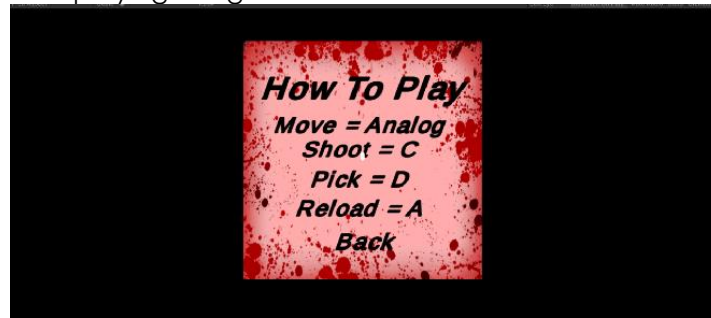 How To Play
Move = Analog
Shoot = C
Pick = D
Reload = A
Back